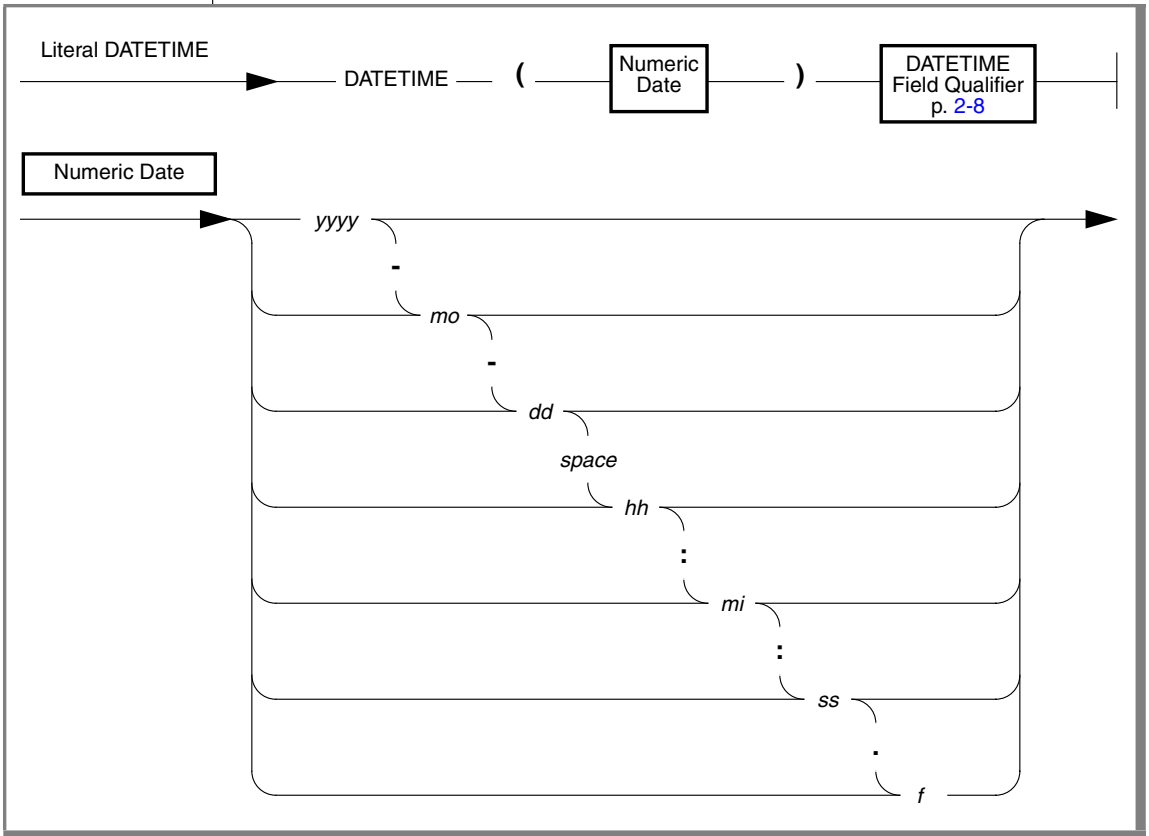 Literal DATETIME
DATETIME
(
Numeric
Date
)
DATETIME
Field Qualifier
p. 2-8
Numeric Date
yyyy
-
mo
-
dd
space
hh
:
mi
:
ss
.
f